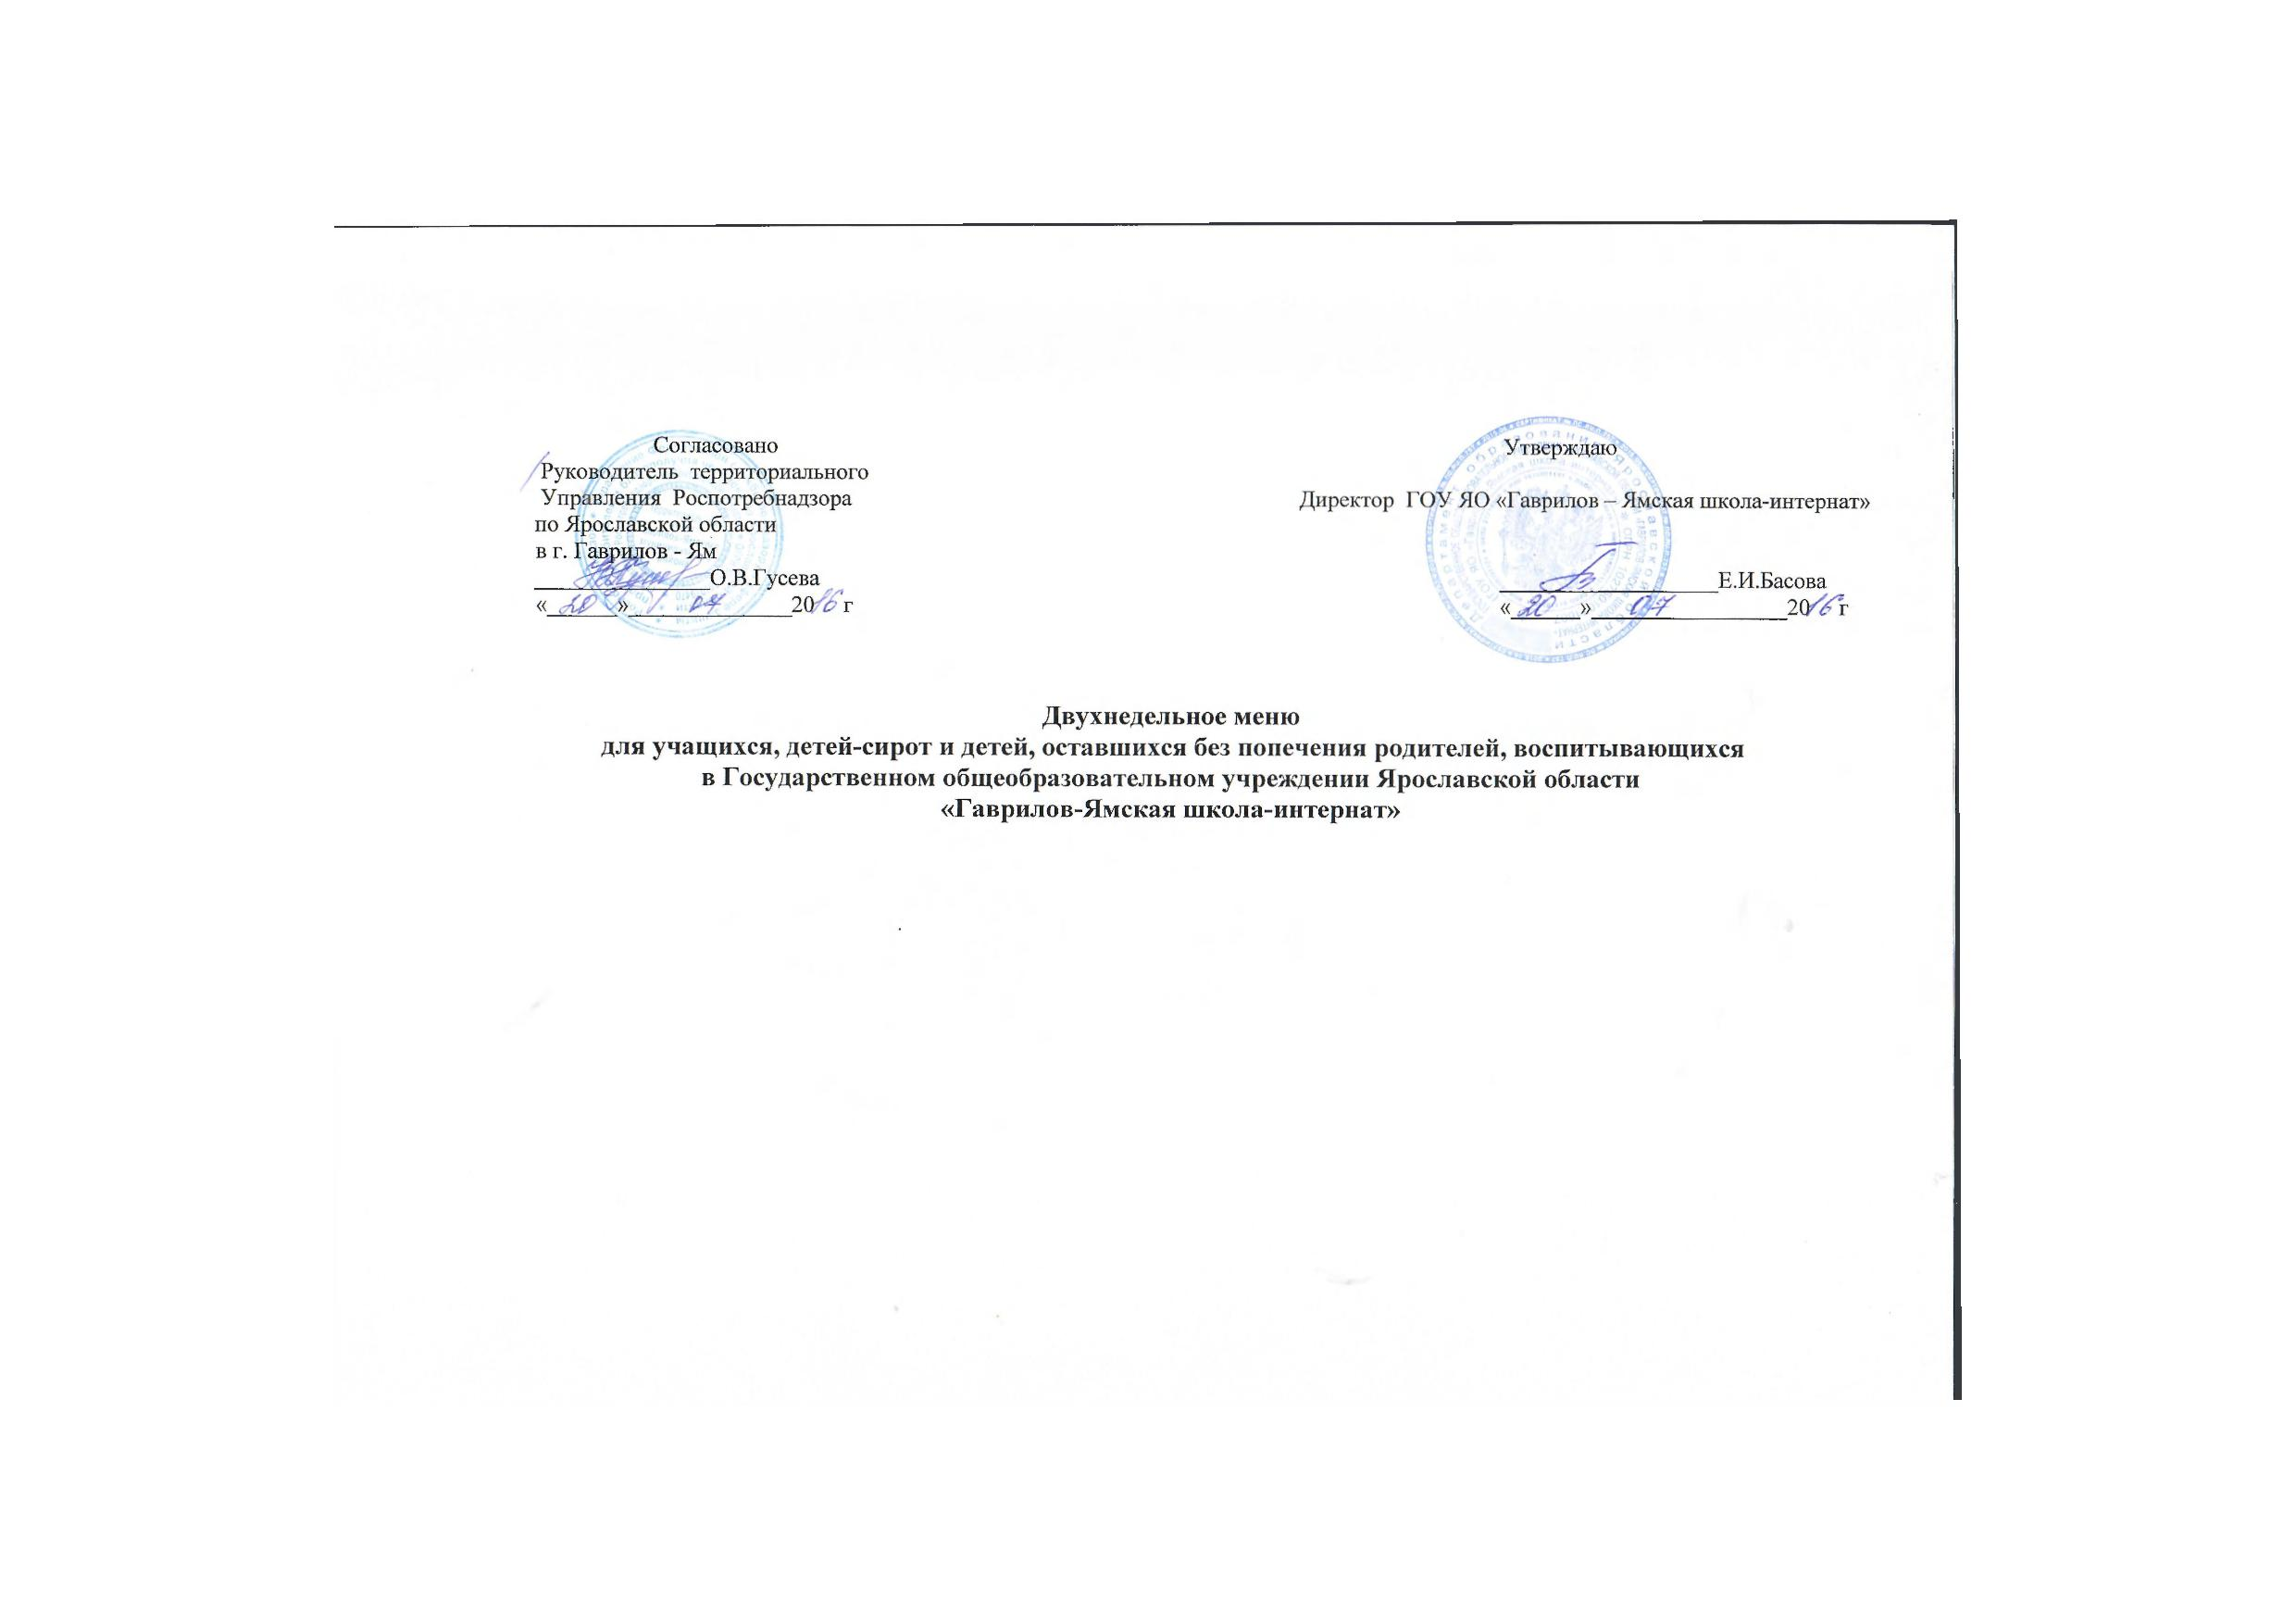 Согласовано
Руководитель территориального
Управления Роспотребнадзора
по Ярославской области
в г. Гаврилов - Ям
О.В.Гусева
«20» 07 2016 г
Утверждаю
Директор ГОУ ЯО «Гаврилов – Ямская школа-интернат»
Е.И.Басова
«20» 07 2016 г
Двухнедельное меню
для учащихся, детей-сирот и детей, оставшихся без попечения родителей, воспитывающихся
в Государственном общеобразовательном учреждении Ярославской области
«Гаврилов-Ямская школа-интернат»